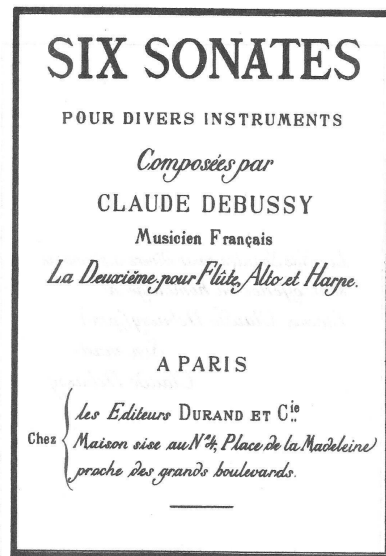 SIX SONATES
POUR DIVERS INSTRUMENTS
Composées par
CLAUDE DEBUSSY
Musicien Français
La Deuxième pour Flûte, Alto et Harpe.
A PARIS
Chez
les Editeurs DURAND ET Cie
Maison sise au No 4, Place de la Madeleine
proche des grands boulevards.